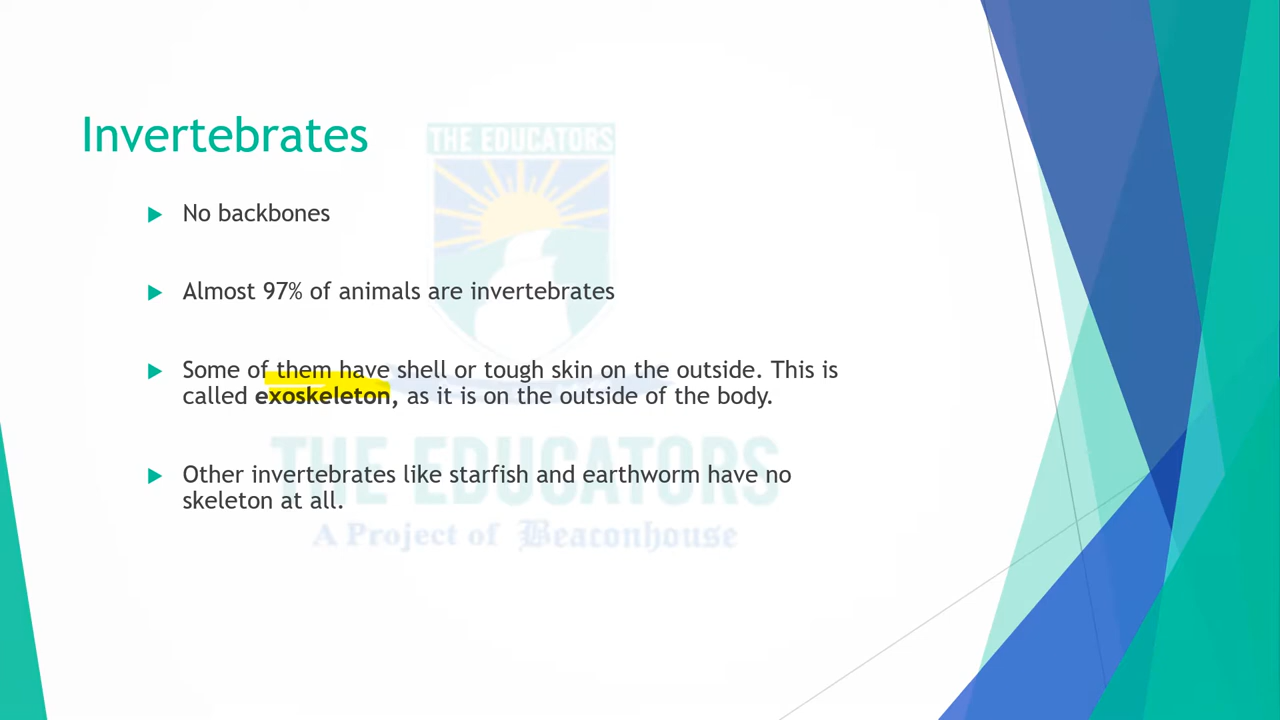 THE EDUCATORS
Invertebrates
No backbones
Almost 97% of animals are invertebrates
Some of them have shell or tough skin on the outside. This is
called exoskeleton, as it is on the outside of the body.
THE EDUCATORS
Other invertebrates like starfish and earthworm have no
skeleton at all.
A Project of Beaconhouse